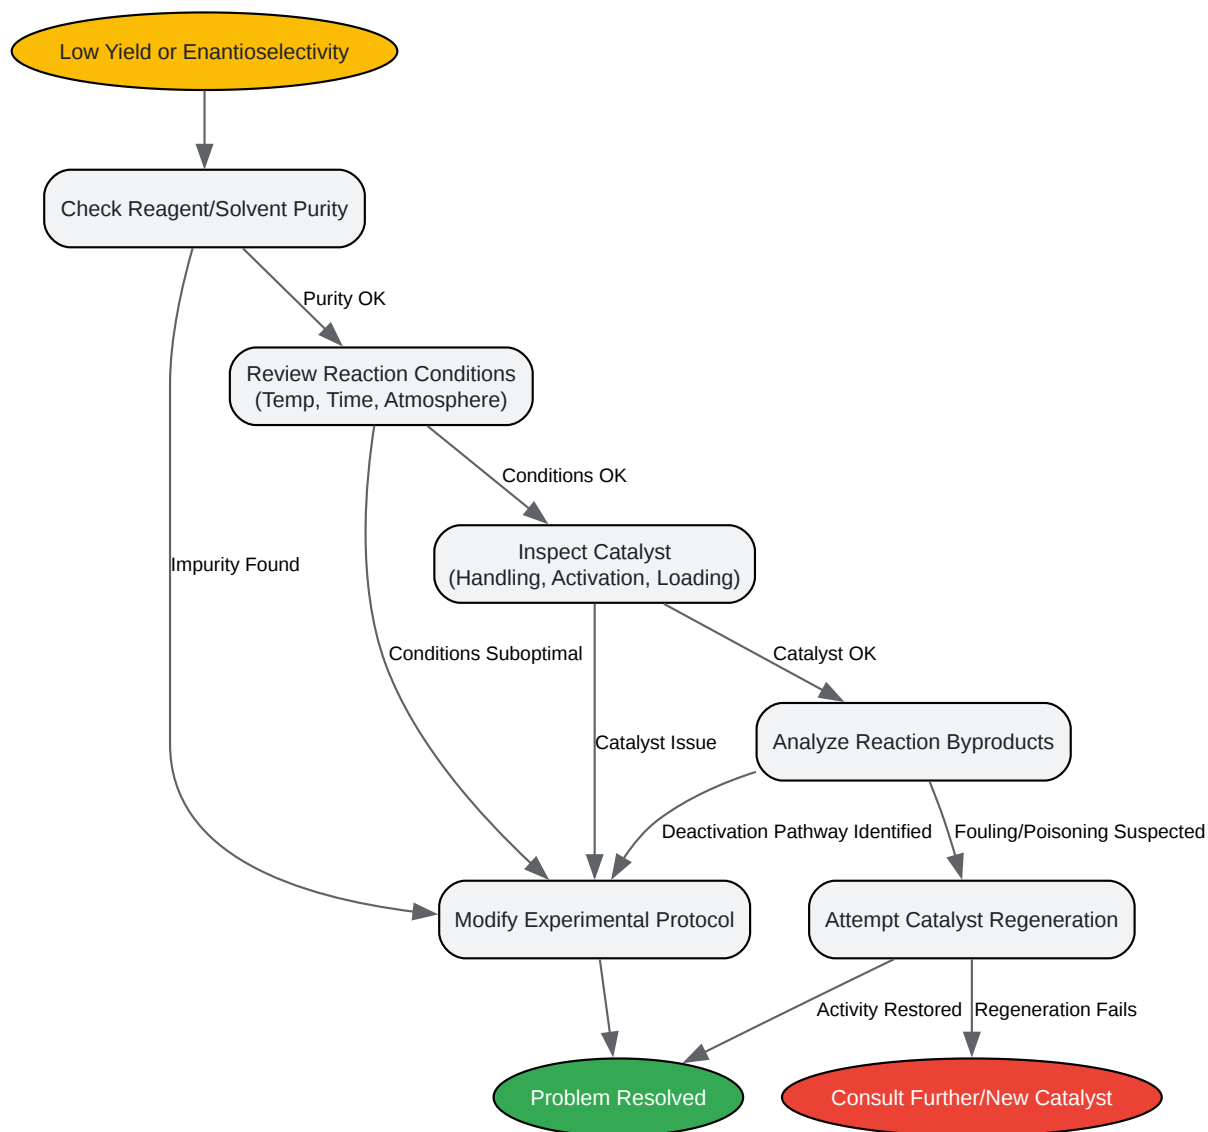 Low Yield or Enantioselectivity
Check Reagent/Solvent Purity
Purity OK
Review Reaction Conditions
(Temp, Time, Atmosphere)
Conditions OK
Inspect Catalyst
(Handling, Activation, Loading)
Impurity Found
Conditions Suboptimal
Catalyst OK
Catalyst Issue
Analyze Reaction Byproducts
Deactivation Pathway Identified
Fouling/Poisoning Suspected
Modify Experimental Protocol
Attempt Catalyst Regeneration
Activity Restored
Regeneration Fails
Problem Resolved
Consult Further/New Catalyst